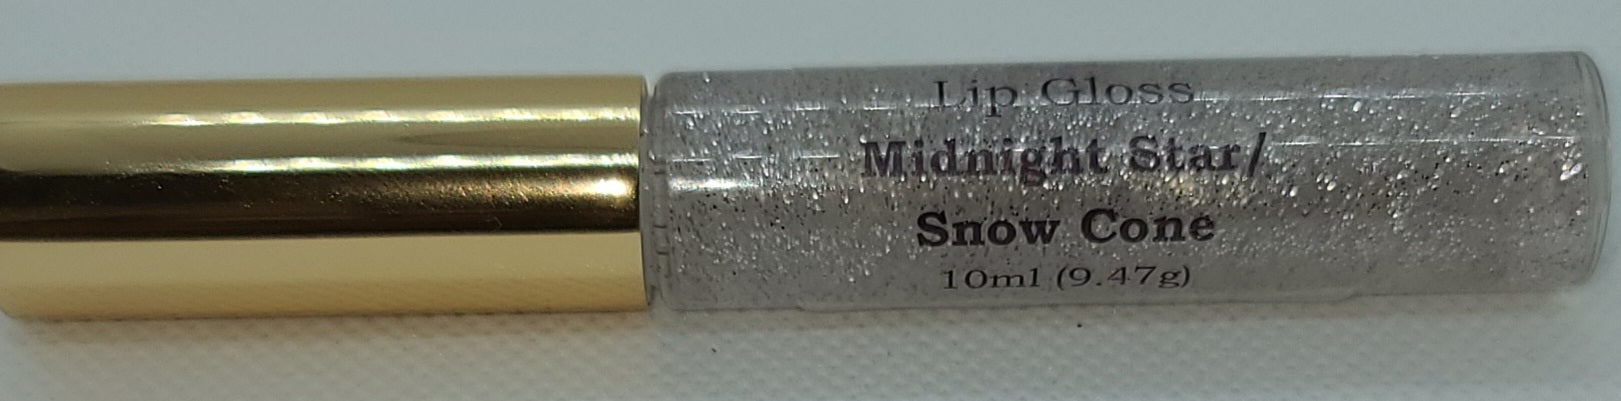 Lip Gloss
Midnight Star/
Snow Cone
10ml (9.47g)